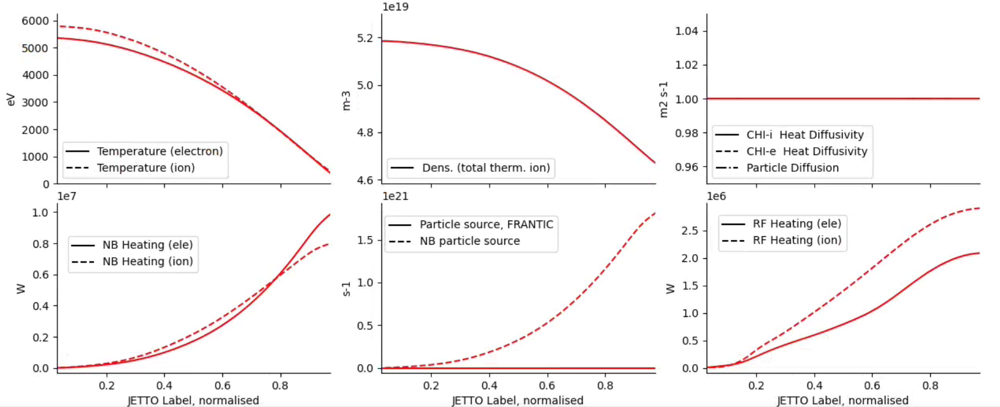 6000
5000
4000
3000
2000
1000
0
eV
Temperature (electron)
Temperature (ion)
1e19
5.2
5.0
4.8
4.6
m-3
Dens. (total therm. ion)
1.04
1.02
1.00
0.98
0.96
m2 s-1
CHI-i  Heat Diffusivity
CHI-e  Heat Diffusivity
Particle Diffusion
1e7
1.0
0.8
0.6
0.4
0.2
0.0
W
NB Heating (ele)
NB Heating (ion)
0.2 0.4 0.6 0.8
JETTO Label, normalised
1e21
1.5
1.0
0.5
0.0
s-1
Particle source, FRANTIC
NB particle source
0.2 0.4 0.6 0.8
JETTO Label, normalised
1e6
2.5
2.0
1.5
1.0
0.5
0.0
W
RF Heating (ele)
RF Heating (ion)
0.2 0.4 0.6 0.8
JETTO Label, normalised